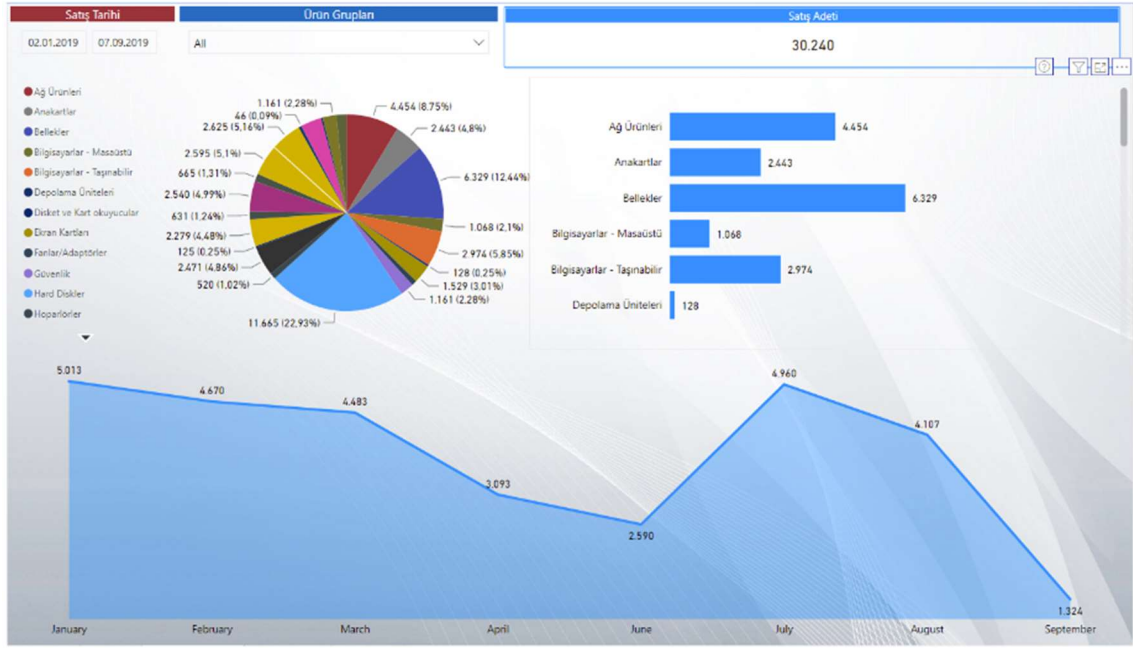 Satış Tarihi
Ürün Grupları
Satış Adeti
02.01.2019
07.09.2019
All
30.240
Ağ Ürünleri
Anakartlar
Bellekler
Bilgisayarlar - Masaüstü
Bilgisayarlar - Taşınabilir
Depolama Üniteleri
Disket ve Kart okuyucular
Ekran Kartları
Fanlar/Adaptörler
Güvenlik
Hard Diskler
Hoparlörler
4.454 (8,75%)
2.443 (4,8%)
6.329 (12,44%)
1.068 (2,1%)
2.974 (5,85%)
128 (0,25%)
1.529 (3,01%)
1.161 (2,28%)
11.665 (22,93%)
520 (1,02%)
2.471 (4,86%)
125 (0,25%)
2.279 (4,48%)
631 (1,24%)
2.540 (4,99%)
665 (1,31%)
2.595 (5,1%)
2.625 (5,16%)
46 (0,09%)
1.161 (2,28%)
Ağ Ürünleri 4.454
Anakartlar 2.443
Bellekler 6.329
Bilgisayarlar - Masaüstü 1.068
Bilgisayarlar - Taşınabilir 2.974
Depolama Üniteleri 128
5.013
4.670
4.483
3.093
2.590
4.960
4.107
1.324
January
February
March
April
June
July
August
September